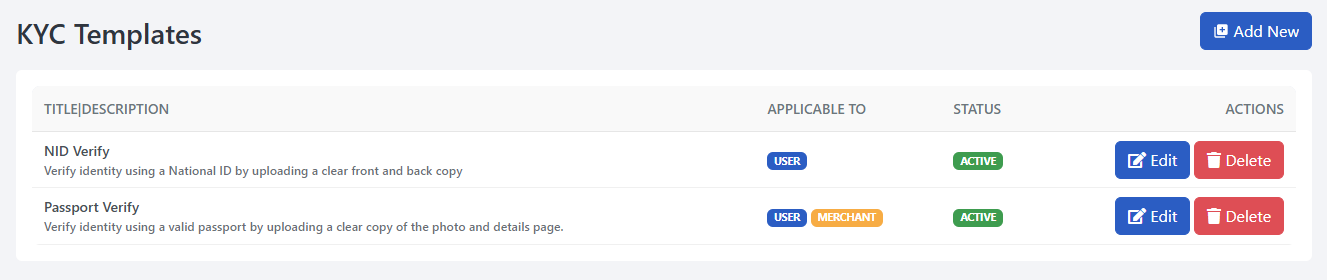 KYC Templates
Add New
TITLE|DESCRIPTION APPLICABLE TO STATUS ACTIONS
NID Verify
Verify identity using a National ID by uploading a clear front and back copy
USER ACTIVE Edit Delete
Passport Verify
Verify identity using a valid passport by uploading a clear copy of the photo and details page.
USER MERCHANT ACTIVE Edit Delete